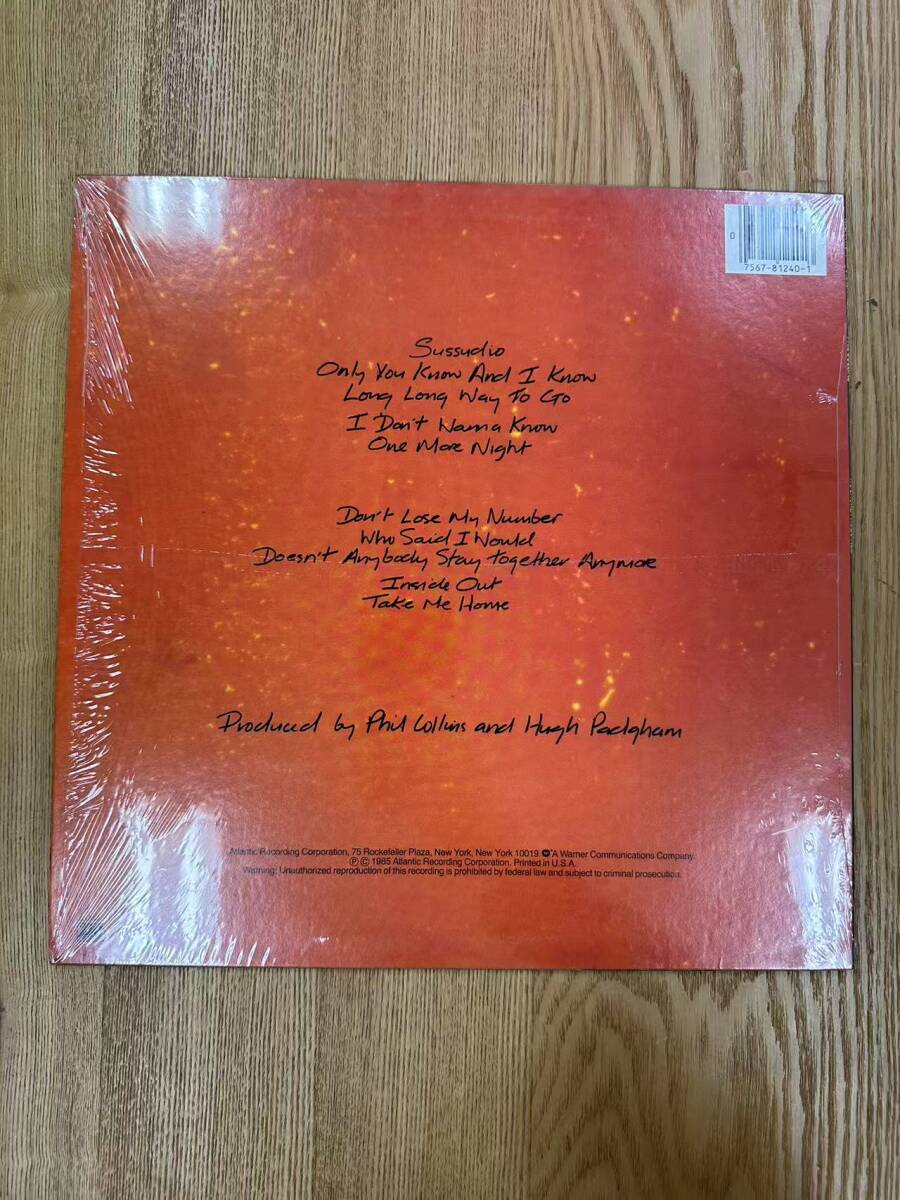 0
7567-81240-1
Sussudio
Only You Know And I Know
Long Long Way To Go
I Don't Wanna Know
One More Night
Don't Lose My Number
Who Said I Would
Doesn't Anybody Stay Together Anymore
Inside Out
Take Me Home
Produced by Phil Collins and Hugh Padgham
Atlantic Recording Corporation, 75 Rockefeller Plaza, New York, New York 10019 A Warner Communications Company.
℗ © 1985 Atlantic Recording Corporation. Printed in U.S.A.
Warning: Unauthorized reproduction of this recording is prohibited by federal law and subject to criminal prosecution.